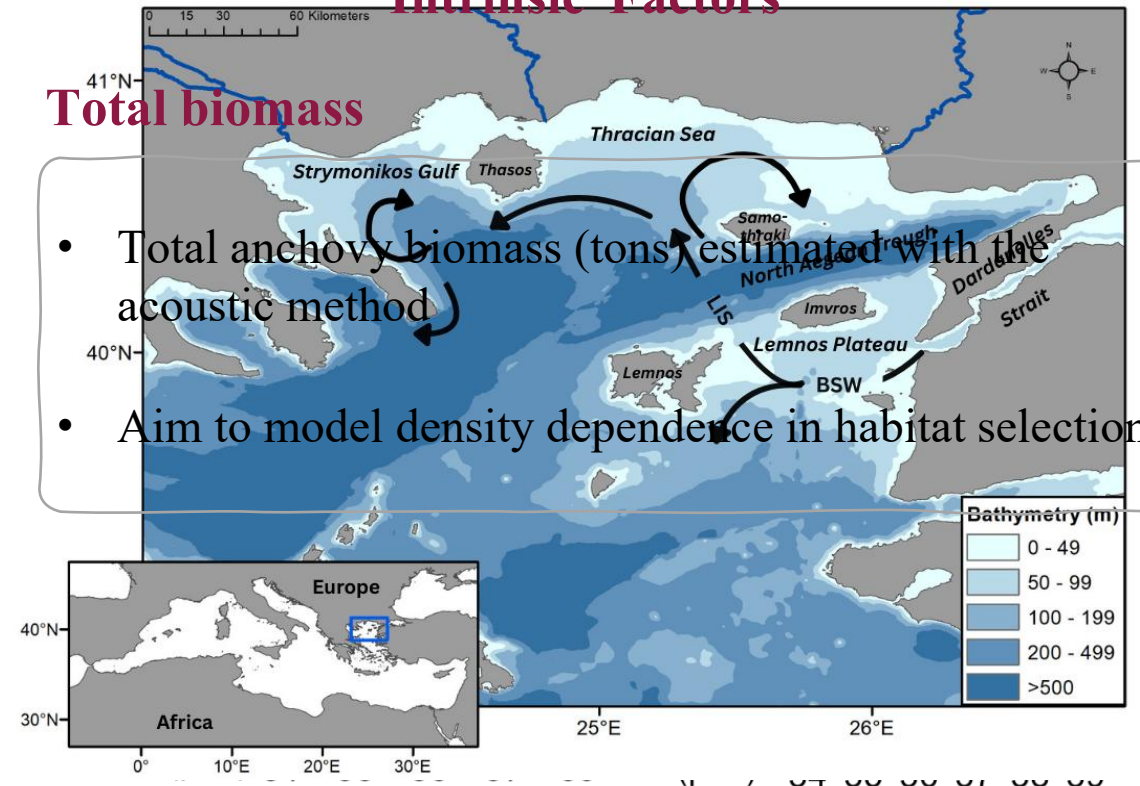 Intrinsic Factors
0 15 30 60 Kilometers
N
W E
S
41°N
Total biomass
Thracian Sea
Strymonikos Gulf
Thasos
Samo-
thraki
• Total anchovy biomass (tons) estimated with the
acoustic method
North Aegean Trough
Dardanelles
Strait
LIS
Imvros
40°N
Lemnos Plateau
Lemnos
BSW
• Aim to model density dependence in habitat selection
Bathymetry (m)
0 - 49
50 - 99
100 - 199
200 - 499
>500
Europe
40°N
Africa
30°N
25°E 26°E
0° 10°E 20°E 30°E